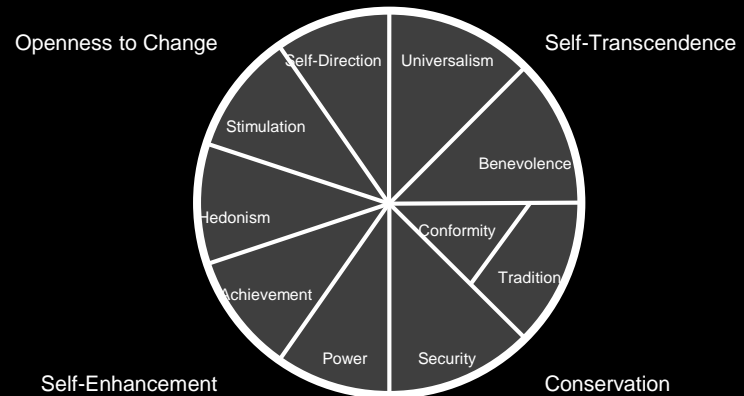 Openness to Change
Self-Transcendence
Self-Direction
Universalism
Stimulation
Benevolence
Hedonism
Conformity
Tradition
Achievement
Power
Security
Self-Enhancement
Conservation